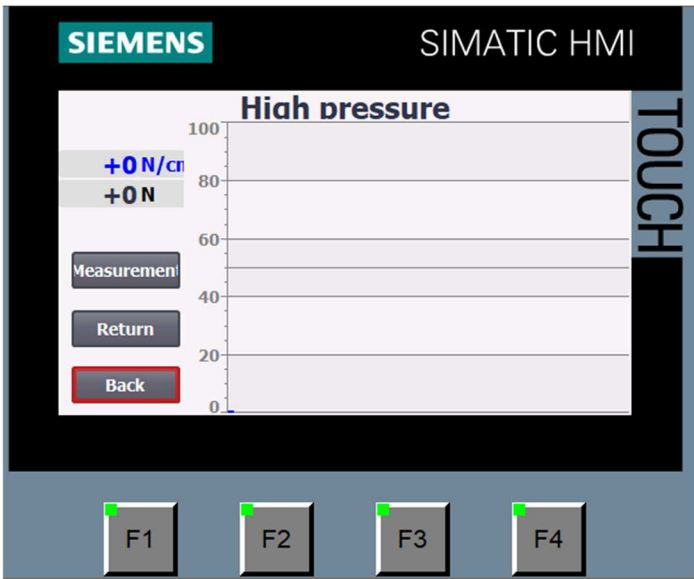 SIEMENS
SIMATIC HMI
TOUCH
High pressure
100
80
60
40
20
0
+0 N/cm
+0 N
Measurement
Return
Back
F1
F2
F3
F4